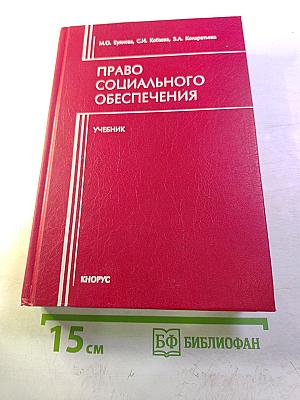 М.О. Буянова, С.И. Кобзева, З.А. Кондратьева
ПРАВО
СОЦИАЛЬНОГО
ОБЕСПЕЧЕНИЯ
УЧЕБНИК
КНОРУС
15 см
БФ БИБЛИОФАН